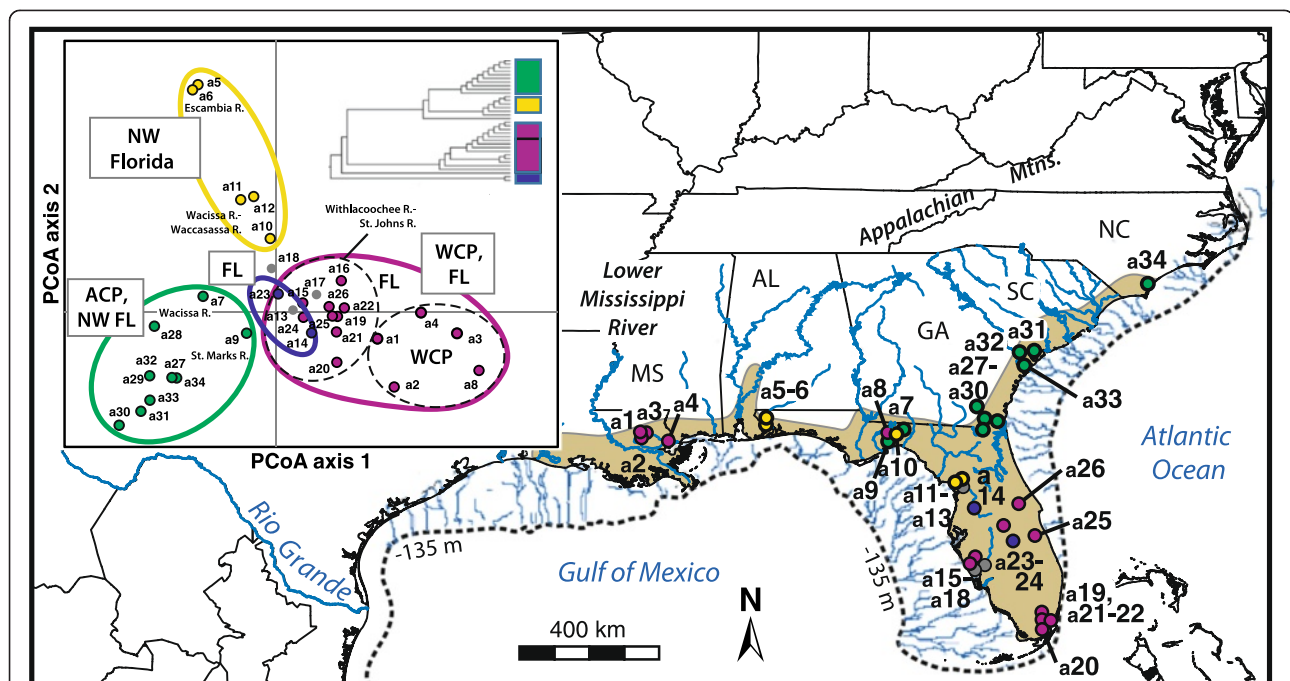 PCoA axis 2
PCoA axis 1
a5
a6
Escambia R.
NW
Florida
a11
a12
Wacissa R.-
Waccasassa R.
a10
Withlacoochee R.-
St. Johns R.
a18
FL
WCP,
FL
ACP,
NW FL
a16
FL
a17
a23
a15
a26
a22
a7
Wacissa R.
a13
a28
a24
a25
a19
a4
a9
a14
a21
a1
a3
St. Marks R.
WCP
a32
a27
a29
a34
a20
a2
a8
a33
a30
a31
Appalachian
Mtns.
NC
a34
Lower
Mississippi
River
AL
SC
GA
MS
a32
a31
a27-
a30
a33
a5-6
a8
a7
a1
a3
a4
a2
a9
a10
a11-
a13
a
14
a26
a25
a15-
a18
a23-
24
a19,
a21-22
a20
Atlantic
Ocean
Rio Grande
-135 m
Gulf of Mexico
-135 m
N
400 km